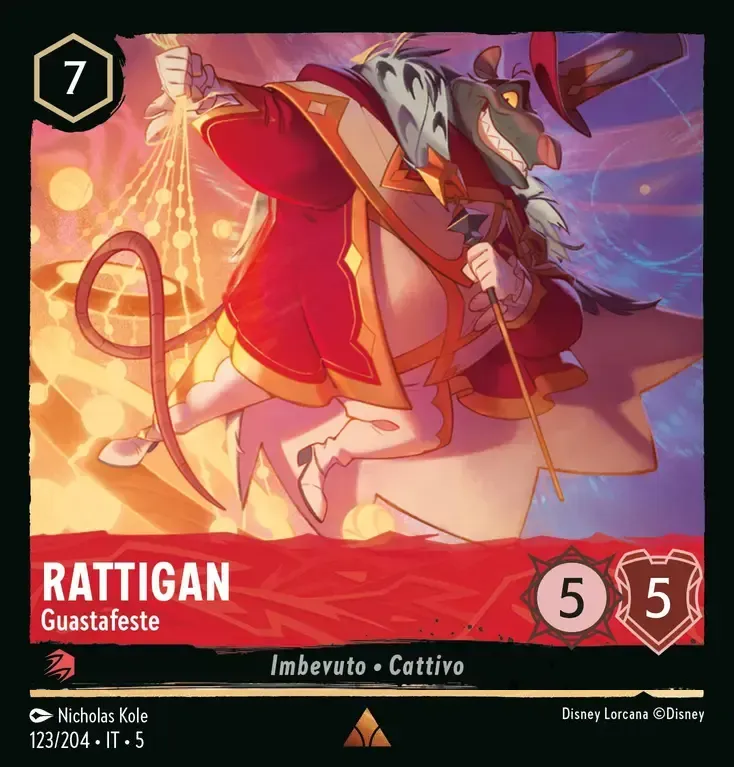 7
RATTIGAN
Guastafeste
5
5
Imbevuto • Cattivo
Nicholas Kole
Disney Lorcana ©Disney
123/204 • IT • 5